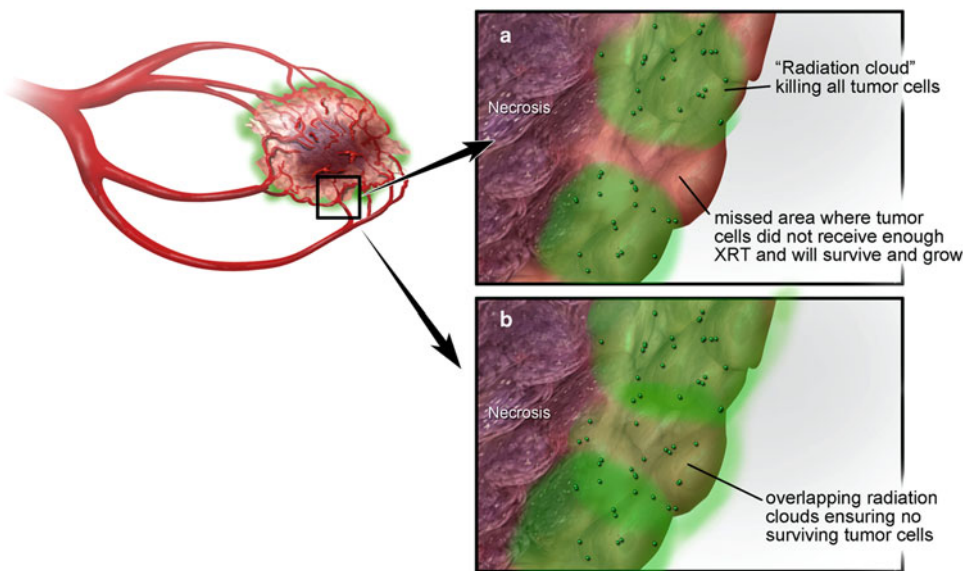 a
“Radiation cloud”
killing all tumor cells
Necrosis
missed area where tumor
cells did not receive enough
XRT and will survive and grow
b
Necrosis
overlapping radiation
clouds ensuring no
surviving tumor cells